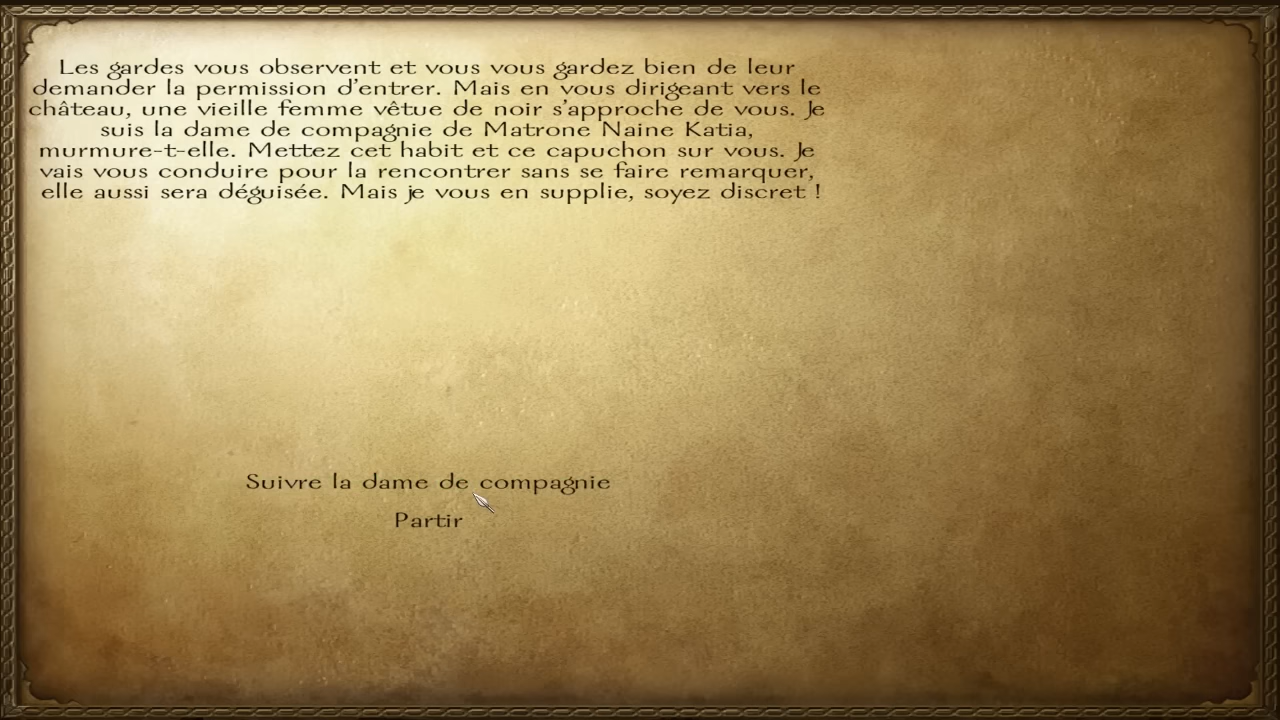 Les gardes vous observent et vous vous gardez bien de leur
demander la permission d'entrer. Mais en vous dirigeant vers le
château, une vieille femme vêtue de noir s'approche de vous. Je
suis la dame de compagnie de Matrone Naine Katia,
murmure-t-elle. Mettez cet habit et ce capuchon sur vous. Je
vais vous conduire pour la rencontrer sans se faire remarquer,
elle aussi sera déguisée. Mais je vous en supplie, soyez discret !
Suivre la dame de compagnie
Partir